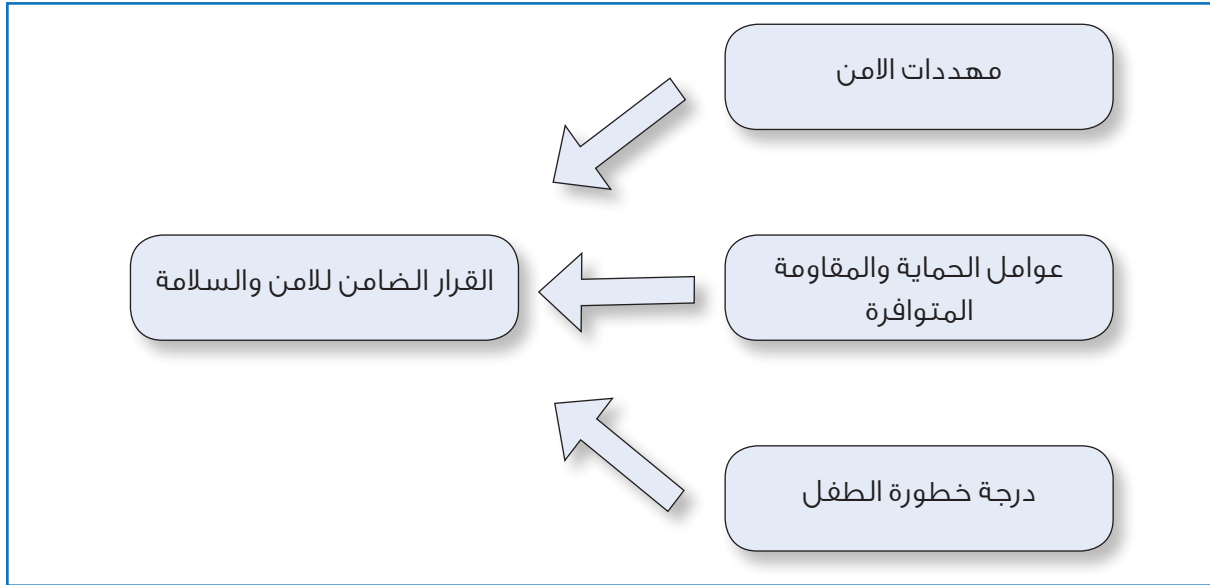 مهددات الامن
عوامل الحماية والمقاومة
المتوافرة
القرار الضامن للامن والسلامة
درجة خطورة الطفل